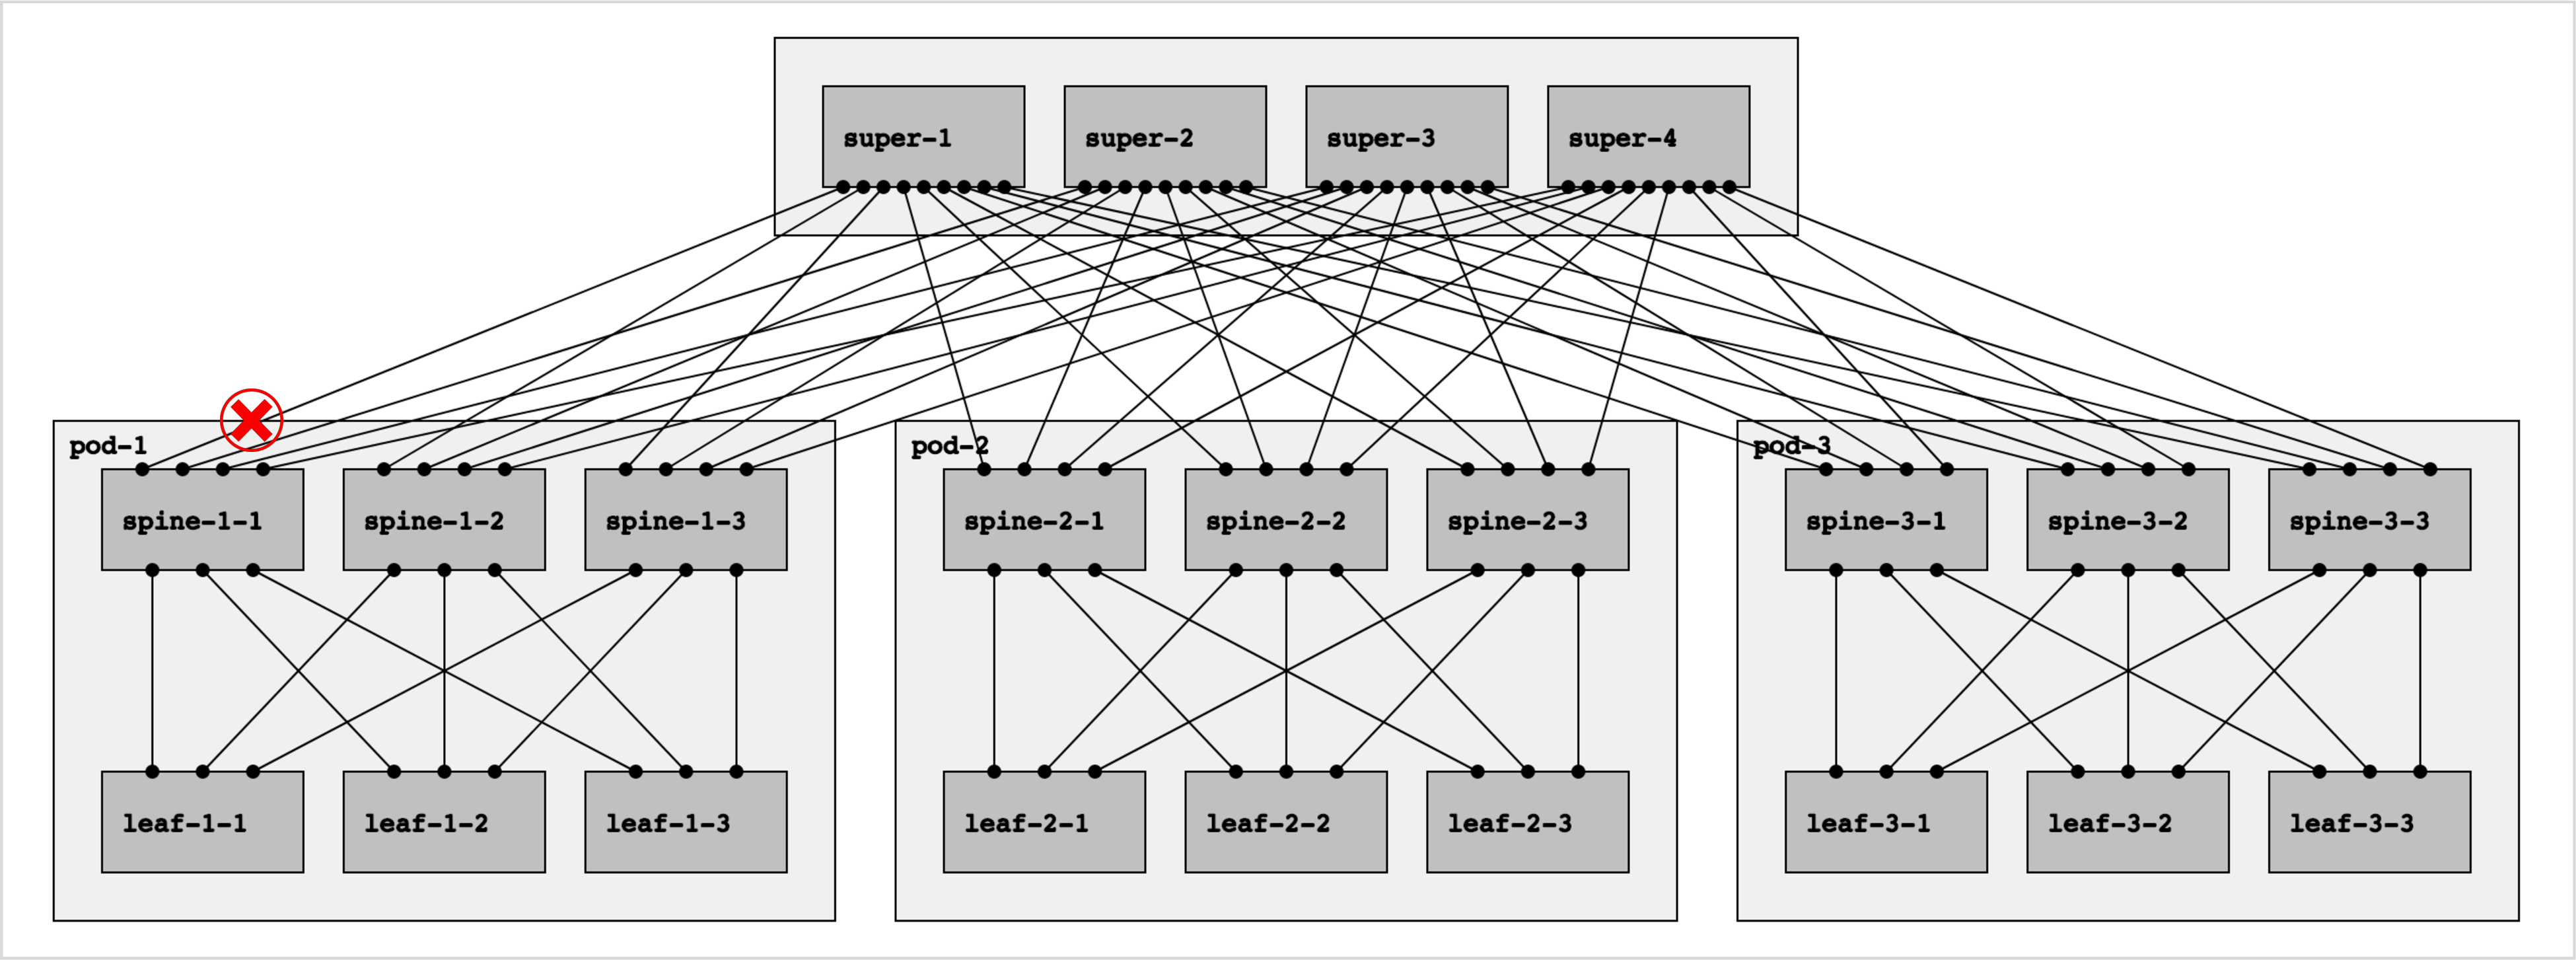 super-1 super-2 super-3 super-4
pod-1 pod-2 pod-3
spine-1-1 spine-1-2 spine-1-3 spine-2-1 spine-2-2 spine-2-3 spine-3-1 spine-3-2 spine-3-3
leaf-1-1 leaf-1-2 leaf-1-3 leaf-2-1 leaf-2-2 leaf-2-3 leaf-3-1 leaf-3-2 leaf-3-3